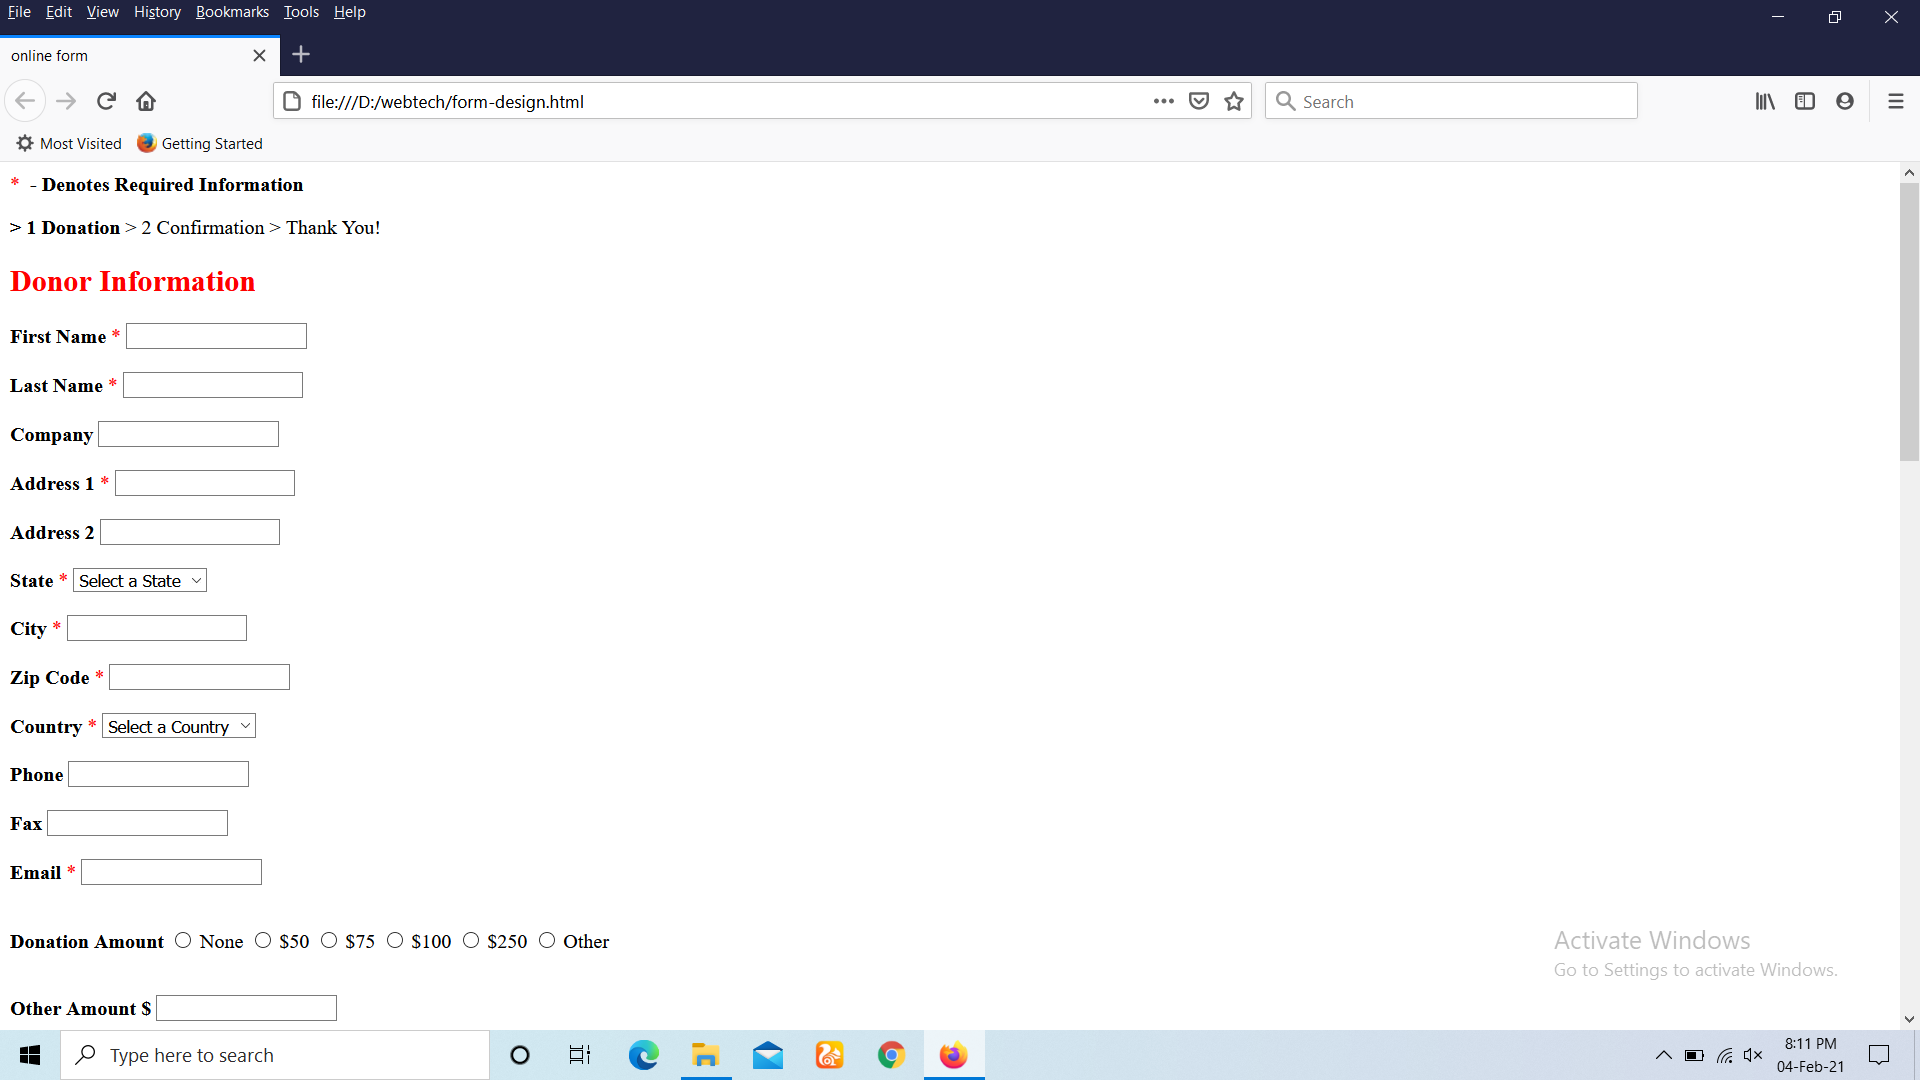 File Edit View History Bookmarks Tools Help
online form
file:///D:/webtech/form-design.html
Search
Most Visited Getting Started
* - Denotes Required Information
> 1 Donation > 2 Confirmation > Thank You!
Donor Information
First Name *
Last Name *
Company
Address 1 *
Address 2
State * Select a State
City *
Zip Code *
Country * Select a Country
Phone
Fax
Email *
Donation Amount None $50 $75 $100 $250 Other
Other Amount $
Activate Windows
Go to Settings to activate Windows.
Type here to search
8:11 PM
04-Feb-21